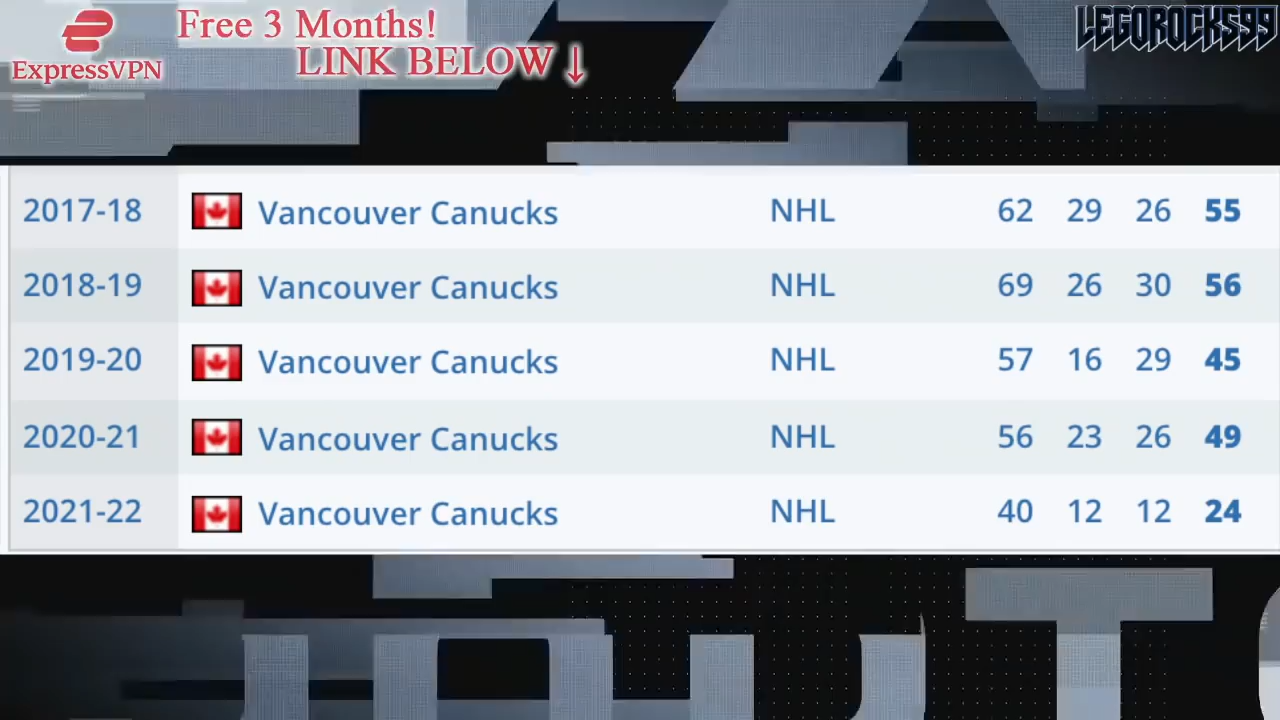 Free 3 Months!
ExpressVPN
LINK BELOW ↓
LEGOROCKS99
2017-18 Vancouver Canucks NHL 62 29 26 55
2018-19 Vancouver Canucks NHL 69 26 30 56
2019-20 Vancouver Canucks NHL 57 16 29 45
2020-21 Vancouver Canucks NHL 56 23 26 49
2021-22 Vancouver Canucks NHL 40 12 12 24